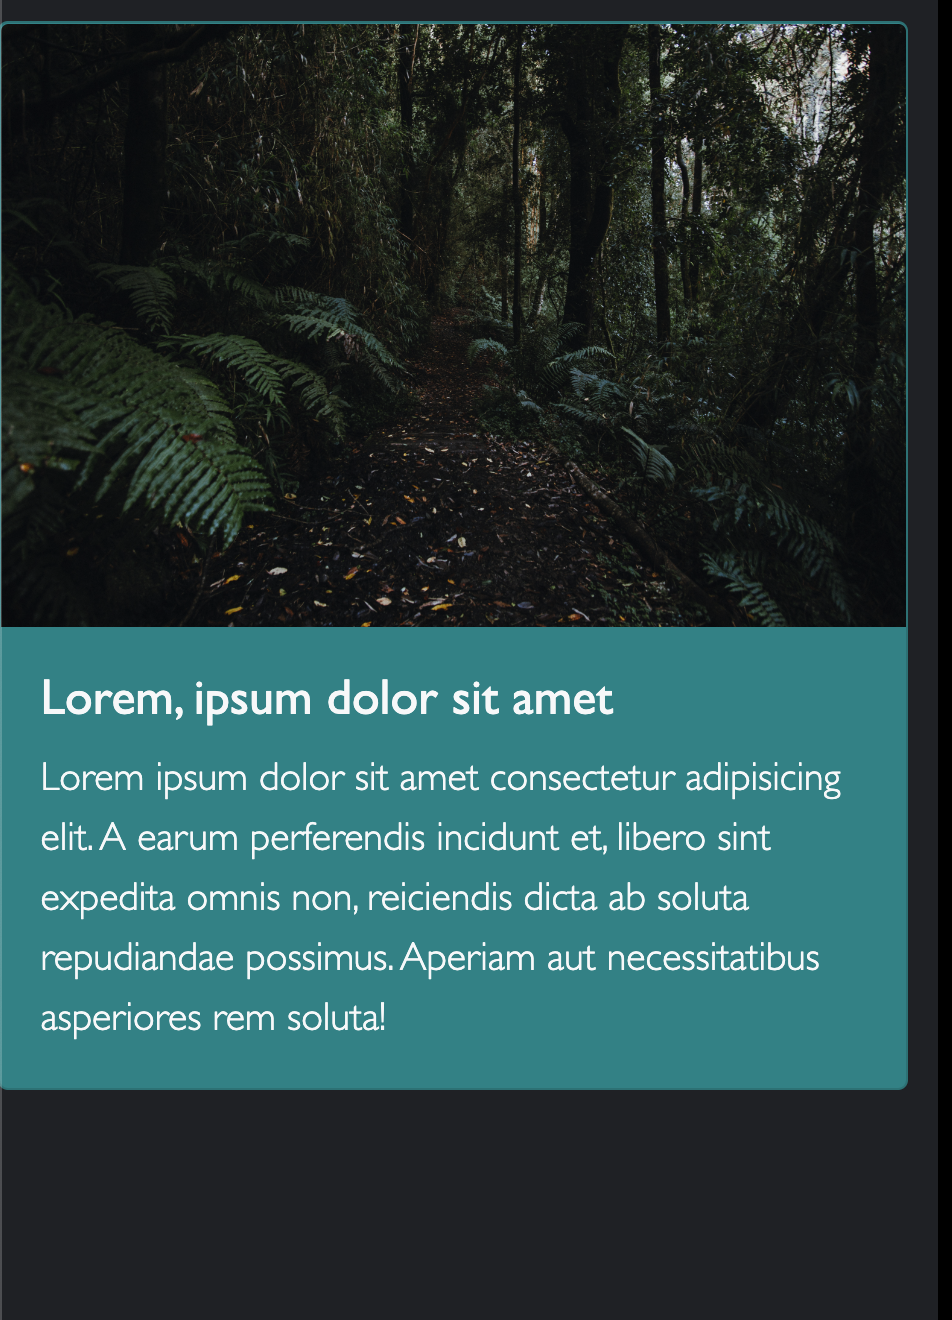 Lorem, ipsum dolor sit amet
Lorem ipsum dolor sit amet consectetur adipisicing
elit. A earum perferendis incidunt et, libero sint
expedita omnis non, reiciendis dicta ab soluta
repudiandae possimus. Aperiam aut necessitatibus
asperiores rem soluta!